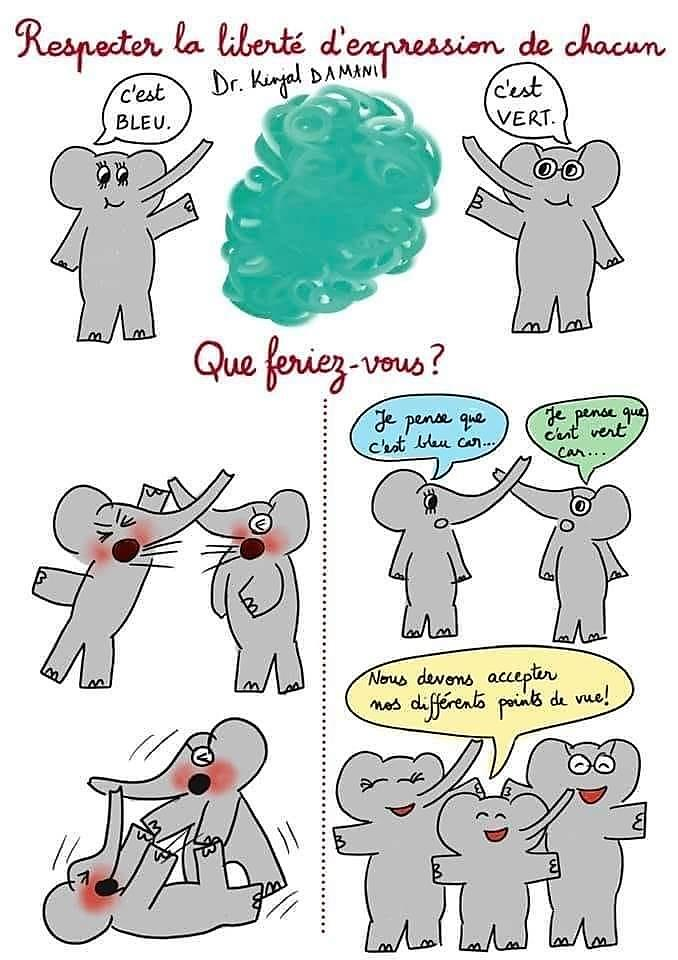 Respecter la liberté d'expression de chacun
Dr. Kinjal DAMANI
c'est
BLEU.
c'est
VERT.
Que feriez-vous?
Je pense que
c'est bleu car...
Je pense que
c'est vert
car...
Nous devons accepter
nos différents points de vue!